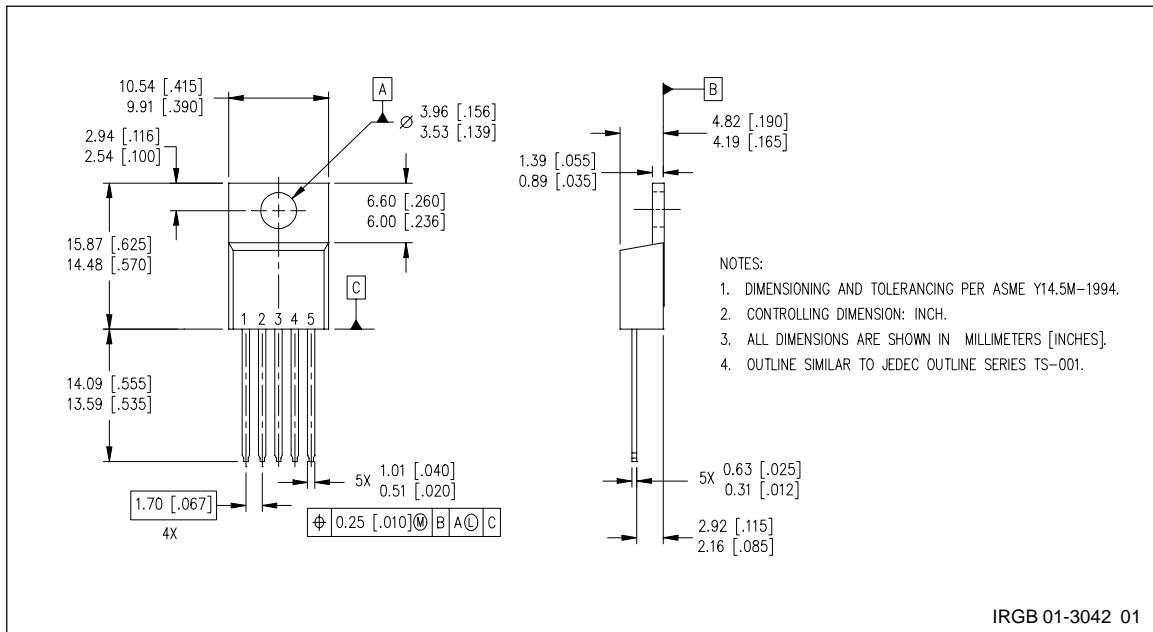 10.54 [.415]
9.91 [.390]
A
⌀ 3.96 [.156]
3.53 [.139]
2.94 [.116]
2.54 [.100]
6.60 [.260]
6.00 [.236]
15.87 [.625]
14.48 [.570]
C
1 2 3 4 5
14.09 [.555]
13.59 [.535]
5X 1.01 [.040]
0.51 [.020]
1.70 [.067]
4X
⌖ 0.25 [.010]Ⓜ B AⓁ C
B
4.82 [.190]
4.19 [.165]
1.39 [.055]
0.89 [.035]
5X 0.63 [.025]
0.31 [.012]
2.92 [.115]
2.16 [.085]
NOTES:
1. DIMENSIONING AND TOLERANCING PER ASME Y14.5M-1994.
2. CONTROLLING DIMENSION: INCH.
3. ALL DIMENSIONS ARE SHOWN IN MILLIMETERS [INCHES].
4. OUTLINE SIMILAR TO JEDEC OUTLINE SERIES TS-001.
IRGB 01-3042 01